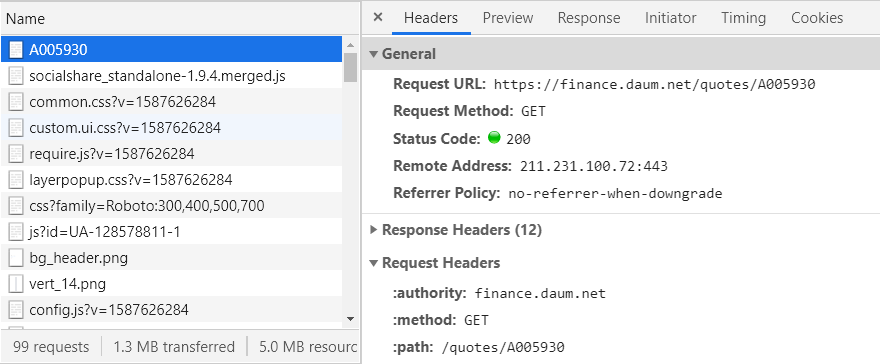 Name
A005930
socialshare_standalone-1.9.4.merged.js
common.css?v=1587626284
custom.ui.css?v=1587626284
require.js?v=1587626284
layerpopup.css?v=1587626284
css?family=Roboto:300,400,500,700
js?id=UA-128578811-1
bg_header.png
vert_14.png
config.js?v=1587626284
99 requests 1.3 MB transferred 5.0 MB resourc
× Headers Preview Response Initiator Timing Cookies
▼ General
Request URL: https://finance.daum.net/quotes/A005930
Request Method: GET
Status Code: 200
Remote Address: 211.231.100.72:443
Referrer Policy: no-referrer-when-downgrade
▶ Response Headers (12)
▼ Request Headers
:authority: finance.daum.net
:method: GET
:path: /quotes/A005930